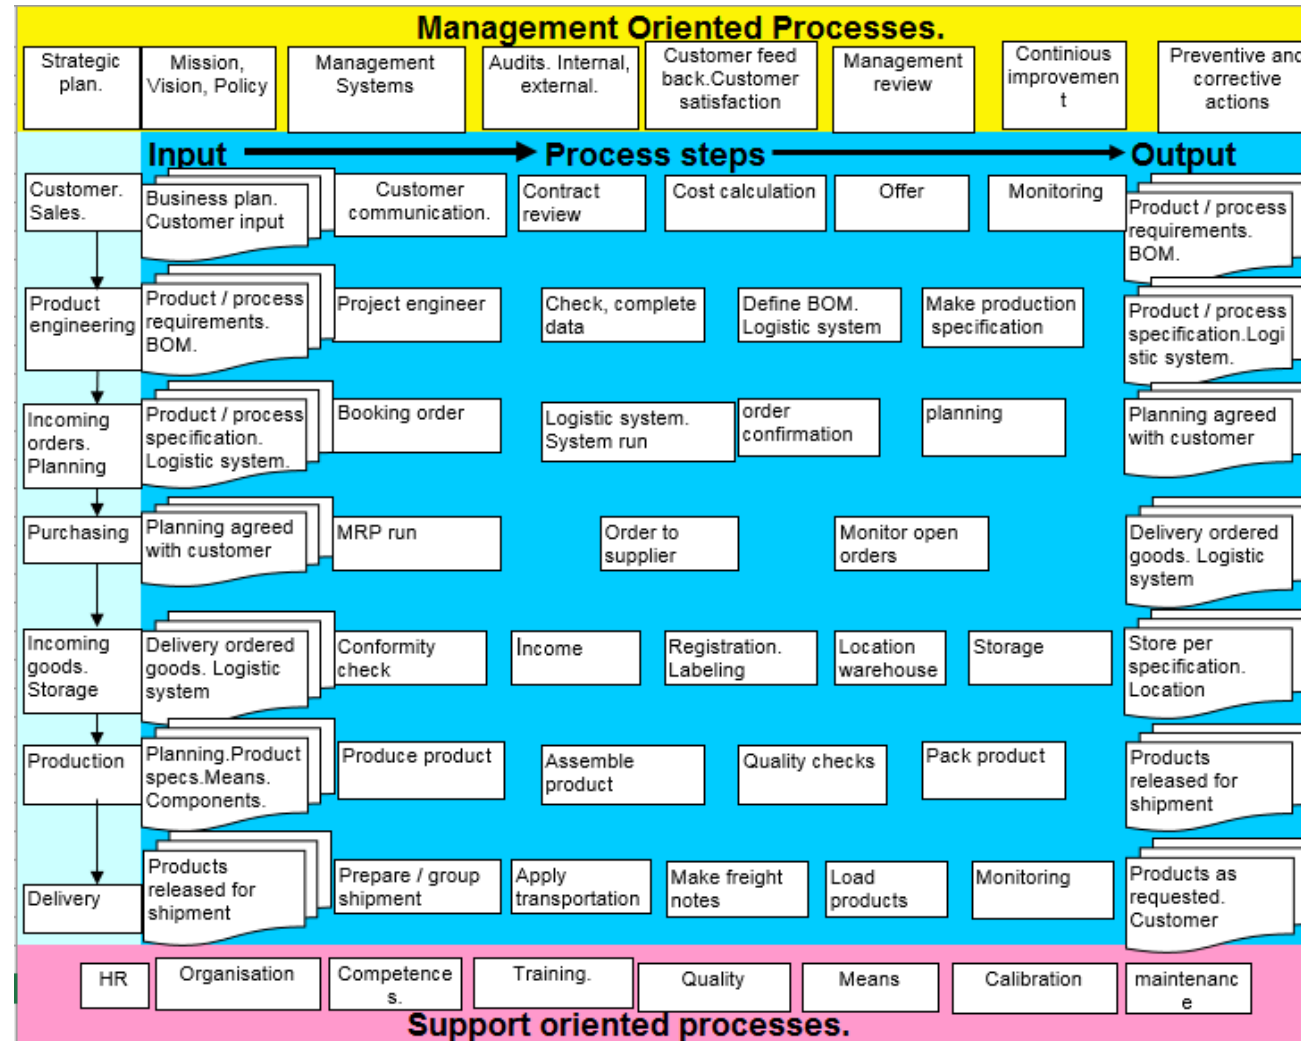 Management Oriented Processes.
Strategic
plan.
Mission,
Vision, Policy
Management
Systems
Audits. Internal,
external.
Customer feed
back.Customer
satisfaction
Management
review
Continious
improvemen
t
Preventive and
corrective
actions
Input
Process steps
Output
Customer.
Sales.
Business plan.
Customer input
Customer
communication.
Contract
review
Cost calculation
Offer
Monitoring
Product / process
requirements.
BOM.
Product
engineering
Product / process
requirements.
BOM.
Project engineer
Check, complete
data
Define BOM.
Logistic system
Make production
specification
Product / process
specification.Logi
stic system.
Incoming
orders.
Planning
Product / process
specification.
Logistic system.
Booking order
Logistic system.
System run
order
confirmation
planning
Planning agreed
with customer
Purchasing
Planning agreed
with customer
MRP run
Order to
supplier
Monitor open
orders
Delivery ordered
goods. Logistic
system
Incoming
goods.
Storage
Delivery ordered
goods. Logistic
system
Conformity
check
Income
Registration.
Labeling
Location
warehouse
Storage
Store per
specification.
Location
Production
Planning.Product
specs.Means.
Components.
Produce product
Assemble
product
Quality checks
Pack product
Products
released for
shipment
Delivery
Products
released for
shipment
Prepare / group
shipment
Apply
transportation
Make freight
notes
Load
products
Monitoring
Products as
requested.
Customer
HR
Organisation
Competence
s.
Training.
Quality
Means
Calibration
maintenanc
e
Support oriented processes.